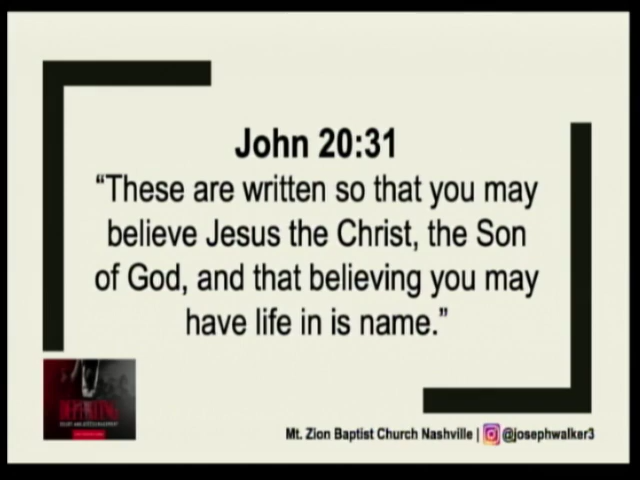 John 20:31
“These are written so that you may
believe Jesus the Christ, the Son
of God, and that believing you may
have life in is name.”
Mt. Zion Baptist Church Nashville | @josephwalker3